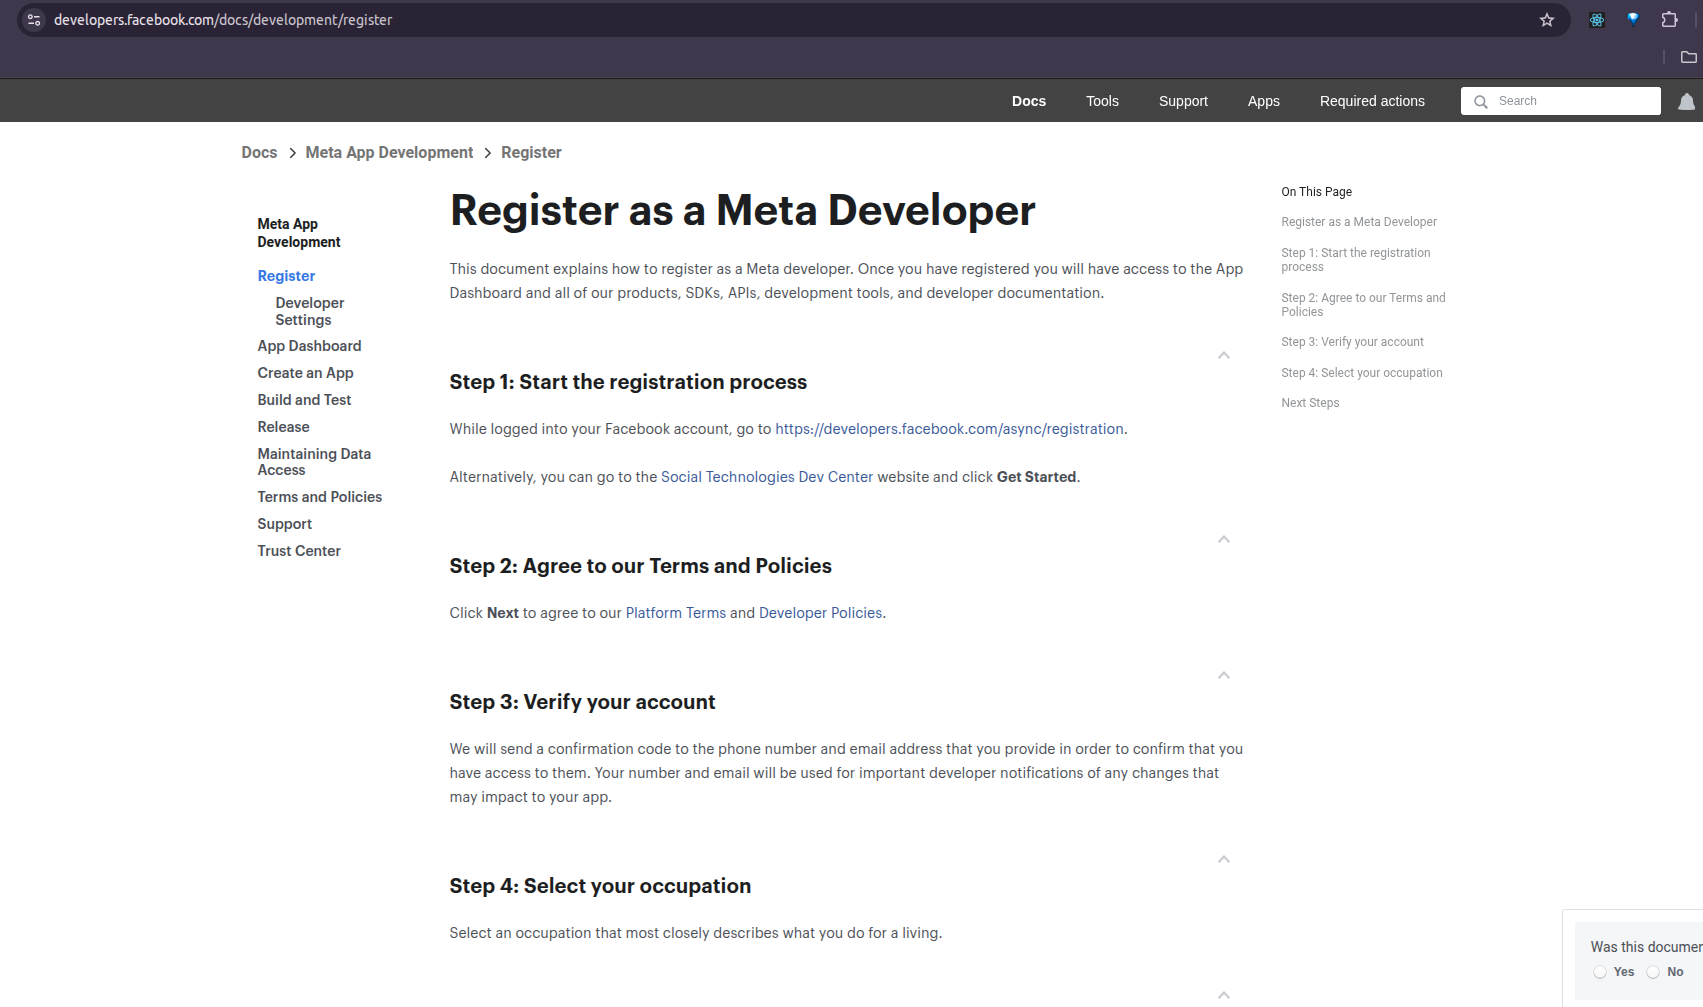 developers.facebook.com/docs/development/register
Docs Tools Support Apps Required actions Search
Docs > Meta App Development > Register
Meta App
Development
Register
Developer
Settings
App Dashboard
Create an App
Build and Test
Release
Maintaining Data
Access
Terms and Policies
Support
Trust Center
Register as a Meta Developer
This document explains how to register as a Meta developer. Once you have registered you will have access to the App
Dashboard and all of our products, SDKs, APIs, development tools, and developer documentation.
Step 1: Start the registration process
While logged into your Facebook account, go to https://developers.facebook.com/async/registration.
Alternatively, you can go to the Social Technologies Dev Center website and click Get Started.
Step 2: Agree to our Terms and Policies
Click Next to agree to our Platform Terms and Developer Policies.
Step 3: Verify your account
We will send a confirmation code to the phone number and email address that you provide in order to confirm that you
have access to them. Your number and email will be used for important developer notifications of any changes that
may impact to your app.
Step 4: Select your occupation
Select an occupation that most closely describes what you do for a living.
On This Page
Register as a Meta Developer
Step 1: Start the registration
process
Step 2: Agree to our Terms and
Policies
Step 3: Verify your account
Step 4: Select your occupation
Next Steps
Was this
Yes No